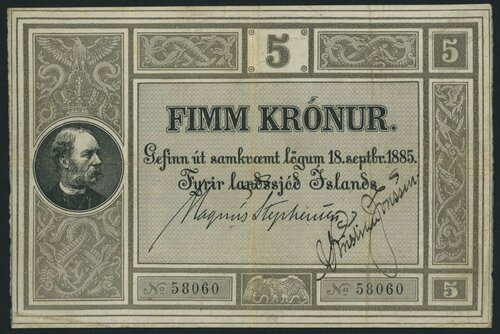 5 5
FIMM KRÓNUR.
Gefinn út samkvæmt lögum 18. septbr. 1885.
Fyrir landssjóð Íslands
Magnús Stephensen
No 58060 No 58060 5